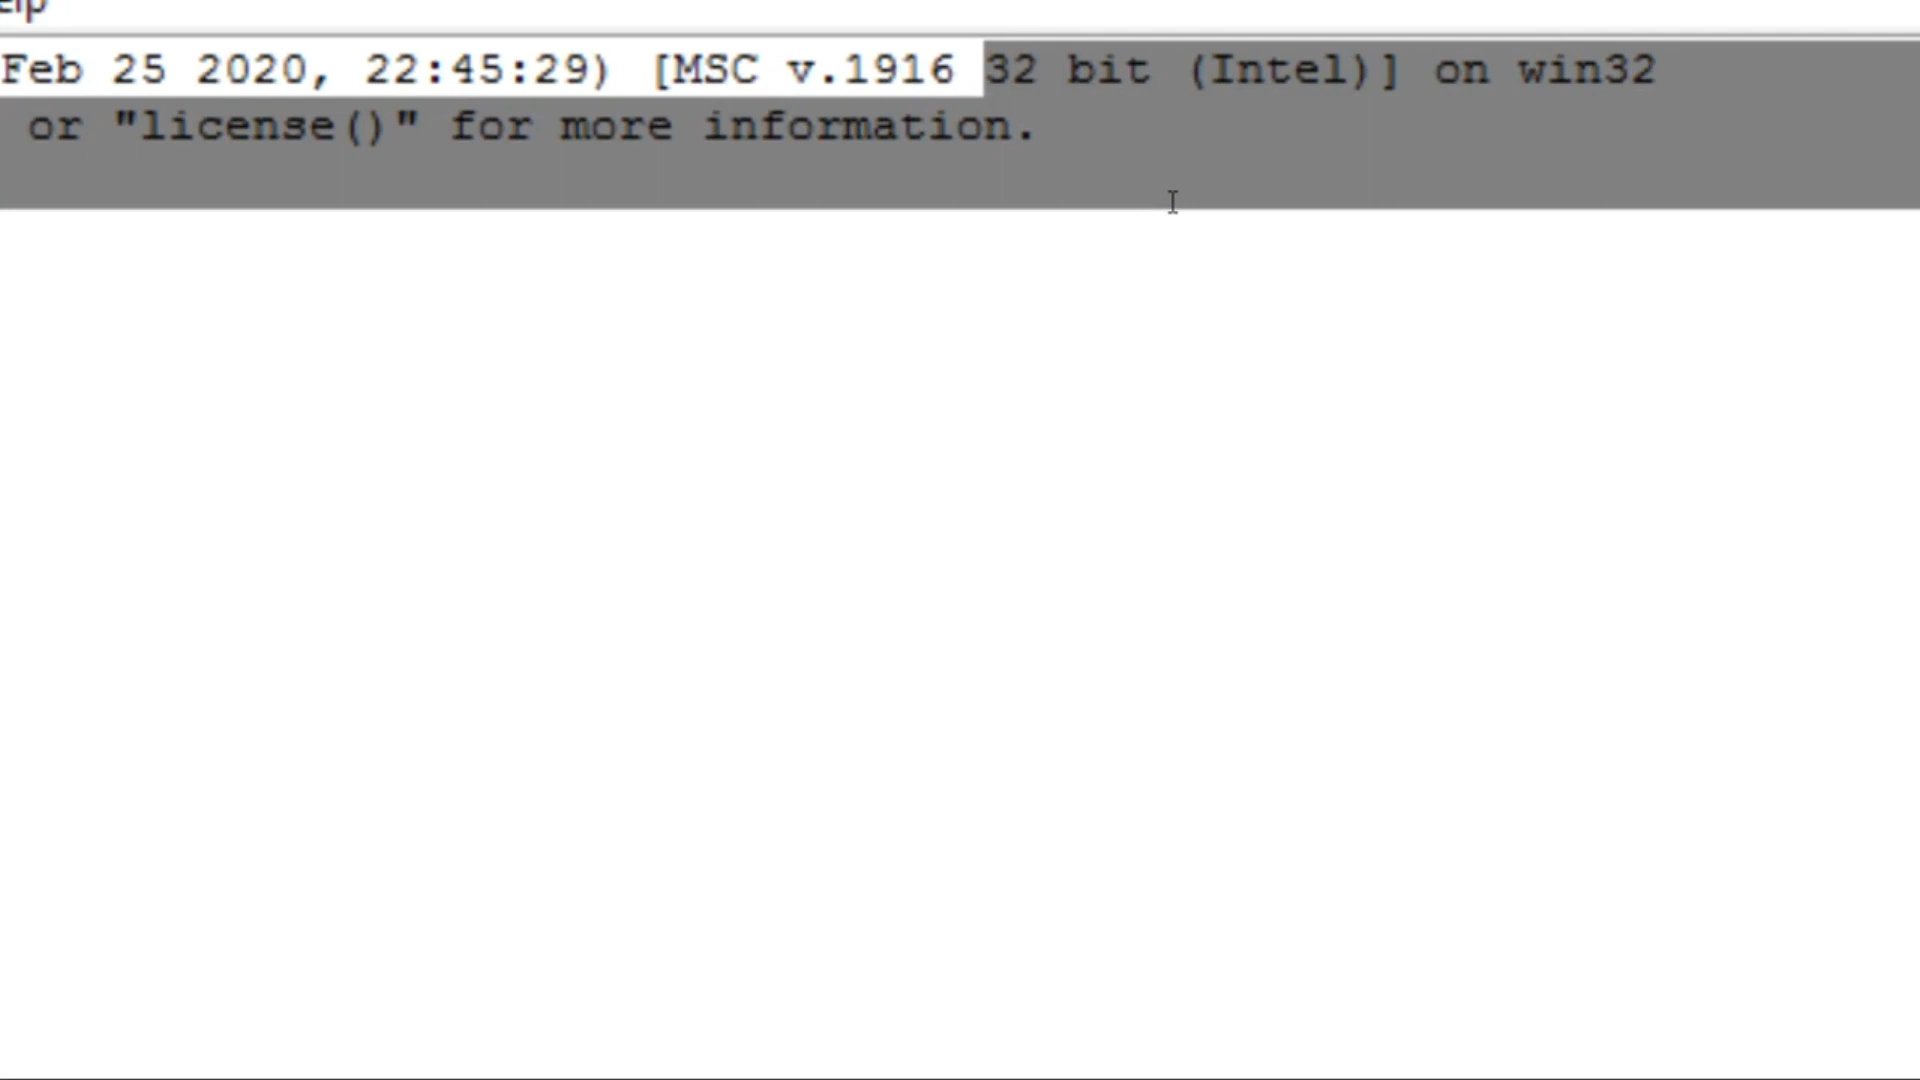 elp
Feb 25 2020, 22:45:29) [MSC v.1916 32 bit (Intel)] on win32
or "license()" for more information.